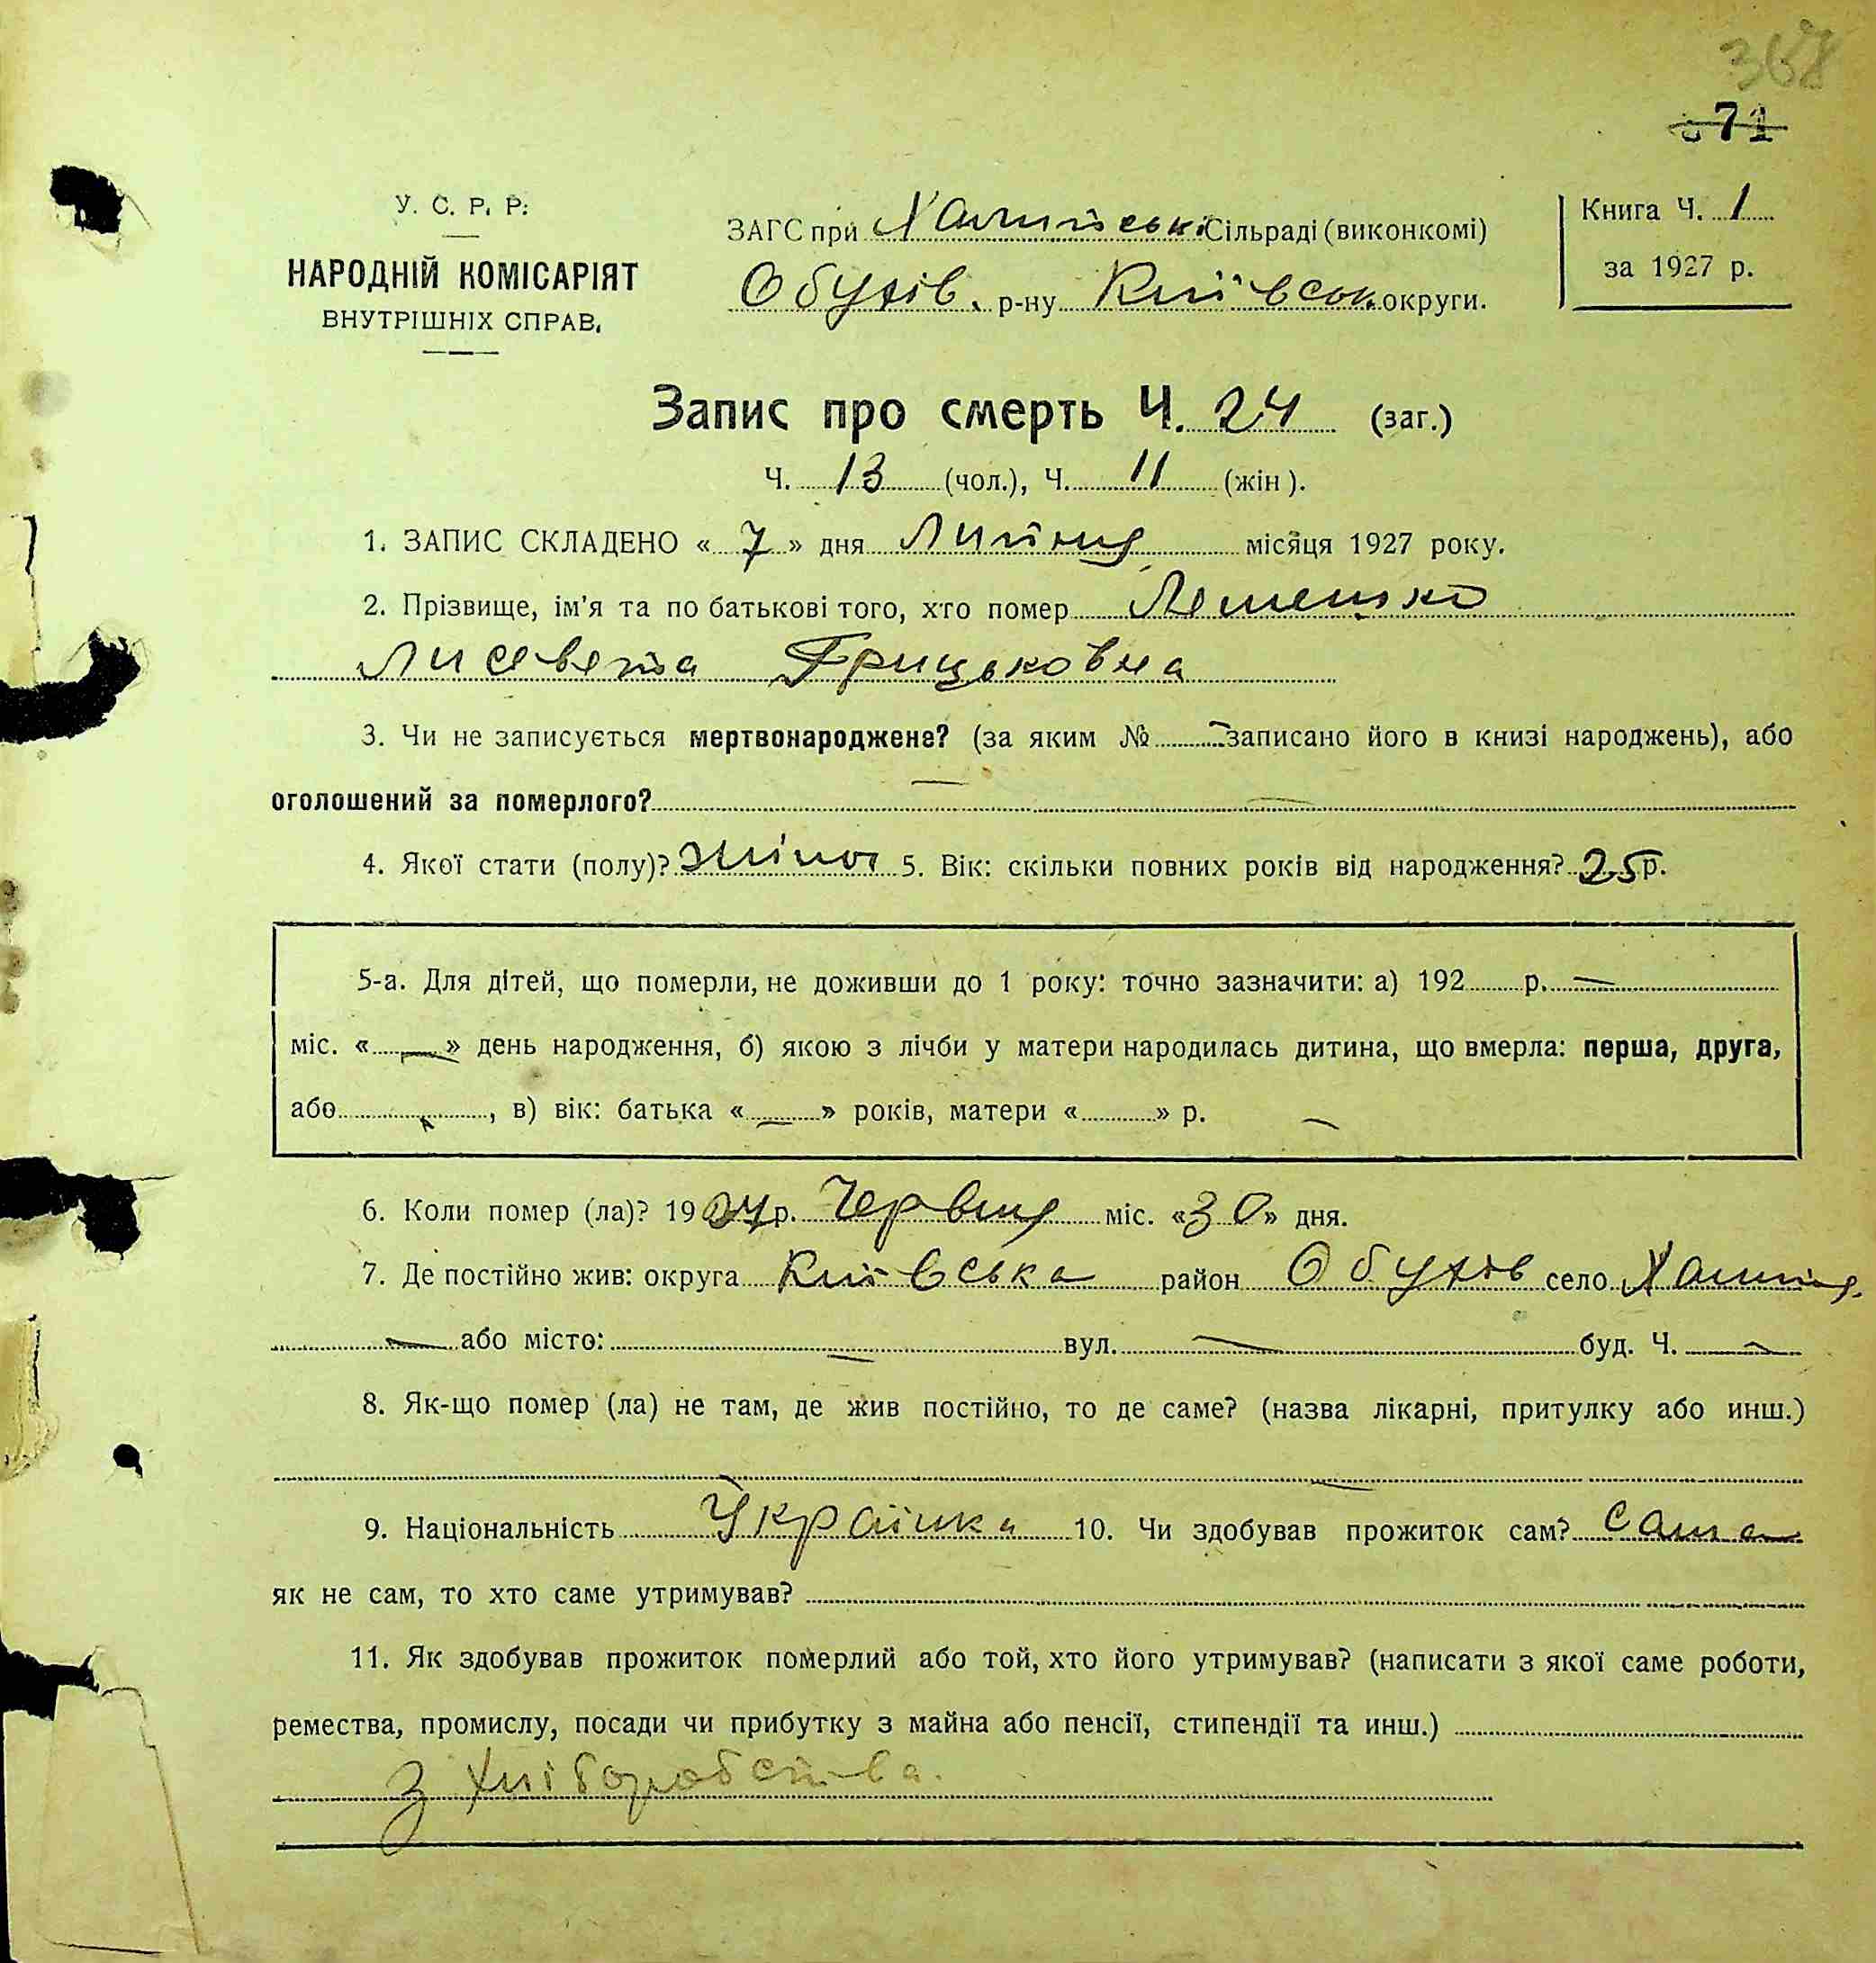 368
71
У. С. Р. Р.
НАРОДНІЙ КОМІСАРІЯТ
ВНУТРІШНІХ СПРАВ.
ЗАГС при Халпїські Сільраді (виконкомі)
Обухів. р-ну Київськ. округи.
Книга Ч. 1
за 1927 р.
Запис про смерть Ч. 24 (заг.)
Ч. 13 (чол.), Ч. 11 (жін).
1. ЗАПИС СКЛАДЕНО « 7 » дня Липня місяця 1927 року.
2. Прізвище, ім'я та по батькові того, хто помер
Лисевета Грицьковна
3. Чи не записується мертвонароджене? (за яким № — записано його в книзі народжень), або
оголошений за померлого? —
4. Якої стати (полу)? жіноч 5. Вік: скільки повних років від народження? 25 р.
5-а. Для дітей, що померли, не доживши до 1 року: точно зазначити: а) 192 р. —
міс. « — » день народження, б) якою з лічби у матери народилась дитина, що вмерла: перша, друга,
або , в) вік: батька « — » років, матери « » р. —
6. Коли помер (ла)? 1927 р. Червня міс. «30» дня.
7. Де постійно жив: округа Київська район Обухів село
— або місто: — вул. — буд. Ч. —
8. Як-що помер (ла) не там, де жив постійно, то де саме? (назва лікарні, притулку або инш.)
9. Національність Українка 10. Чи здобував прожиток сам? сама
як не сам, то хто саме утримував?
11. Як здобував прожиток померлий або той, хто його утримував? (написати з якої саме роботи,
ремества, промислу, посади чи прибутку з майна або пенсії, стипендії та инш.)
з хліборобства.